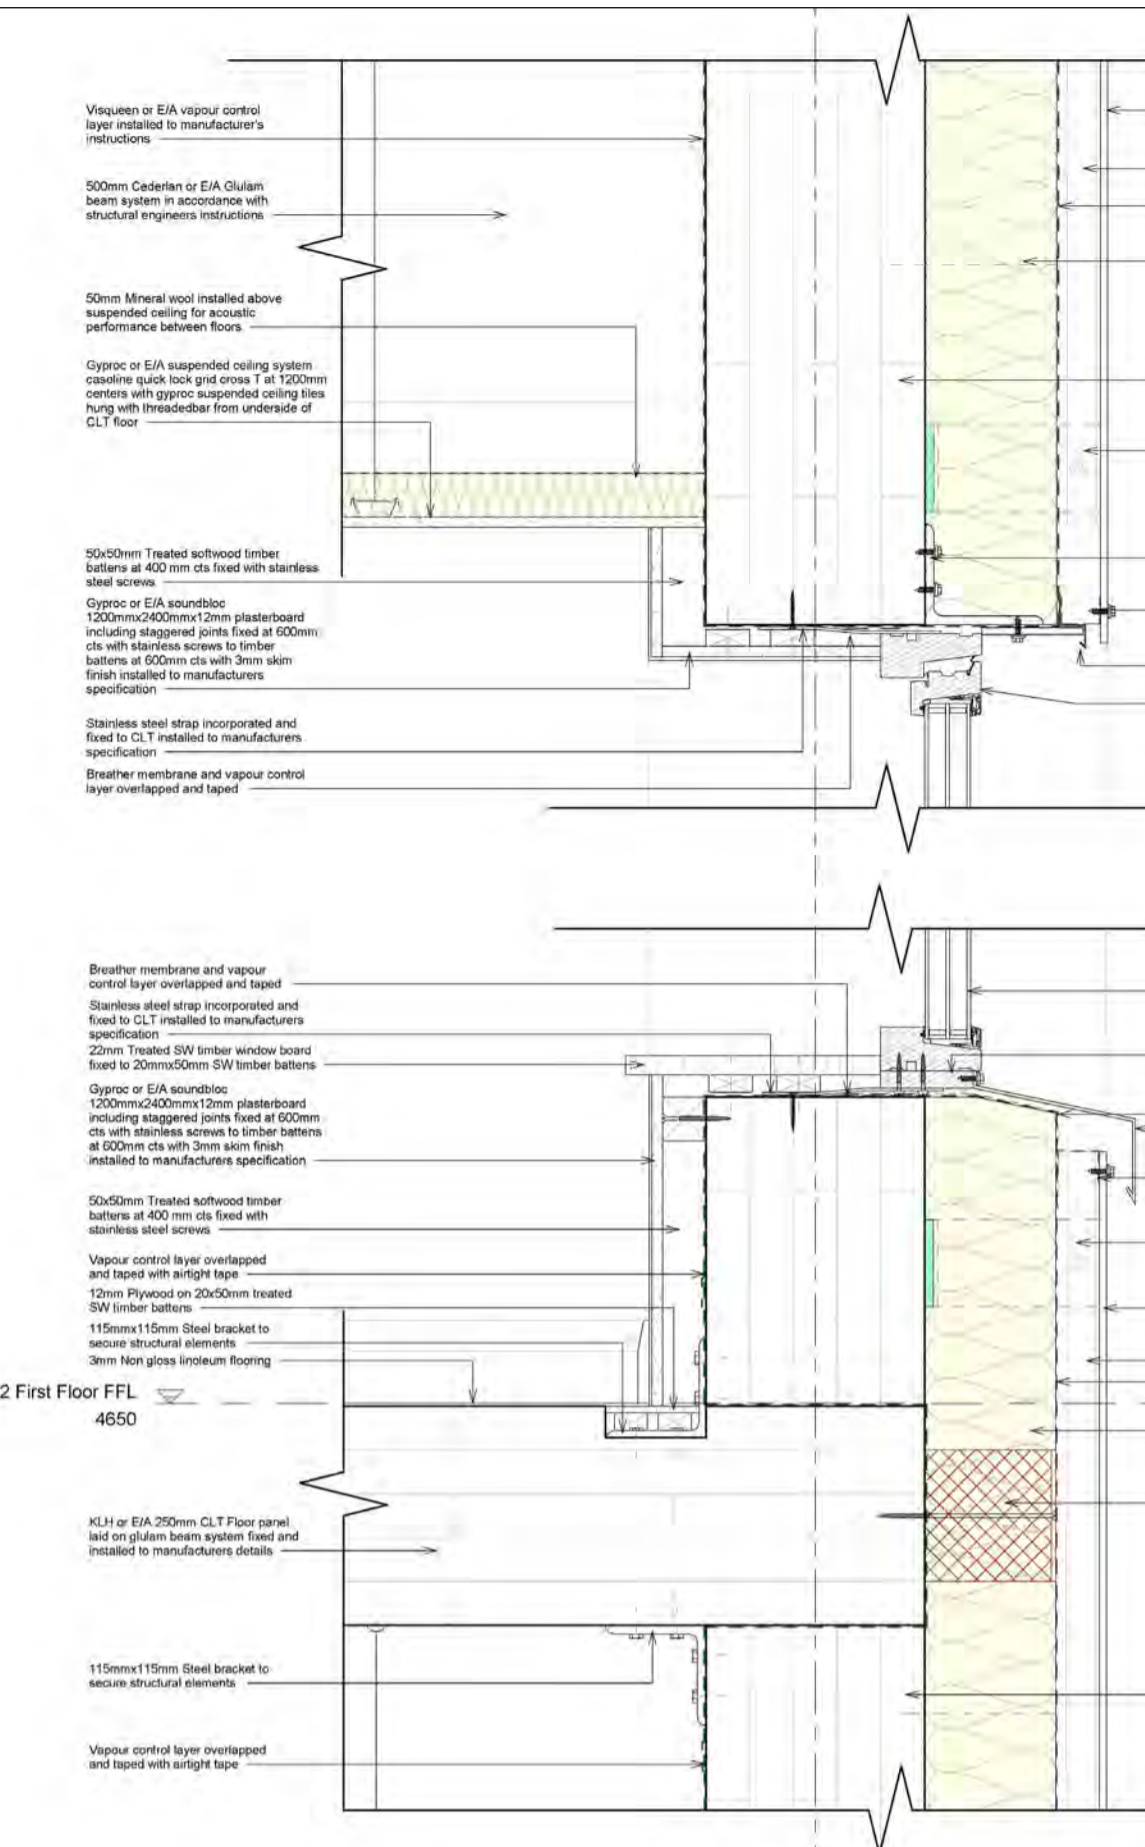 Visqueen or E/A vapour control
layer installed to manufacturer's
instructions
500mm Cederlan or E/A Glulam
beam system in accordance with
structural engineers instructions
50mm Mineral wool installed above
suspended ceiling for acoustic
performance between floors
Gyproc or E/A suspended ceiling system
casoline quick lock grid cross T at 1200mm
centers with gyproc suspended ceiling tiles
hung with threadedbar from underside of
CLT floor
50x50mm Treated softwood timber
battens at 400 mm cts fixed with stainless
steel screws
Gyproc or E/A soundbloc
1200mmx2400mmx12mm plasterboard
including staggered joints fixed at 600mm
cts with stainless screws to timber
battens at 600mm cts with 3mm skim
finish installed to manufacturers
specification
Stainless steel strap incorporated and
fixed to CLT installed to manufacturers
specification
Breather membrane and vapour control
layer overlapped and taped
Breather membrane and vapour
control layer overlapped and taped
Stainless steel strap incorporated and
fixed to CLT installed to manufacturers
specification
22mm Treated SW timber window board
fixed to 20mmx50mm SW timber battens
Gyproc or E/A soundbloc
1200mmx2400mmx12mm plasterboard
including staggered joints fixed at 600mm
cts with stainless screws to timber battens
at 600mm cts with 3mm skim finish
installed to manufacturers specification
50x50mm Treated softwood timber
battens at 400 mm cts fixed with
stainless steel screws
Vapour control layer overlapped
and taped with airtight tape
12mm Plywood on 20x50mm treated
SW timber battens
115mmx115mm Steel bracket to
secure structural elements
3mm Non gloss linoleum flooring
2 First Floor FFL
4650
KLH or E/A 250mm CLT Floor panel
laid on glulam beam system fixed and
installed to manufacturers details
115mmx115mm Steel bracket to
secure structural elements
Vapour control layer overlapped
and taped with airtight tape